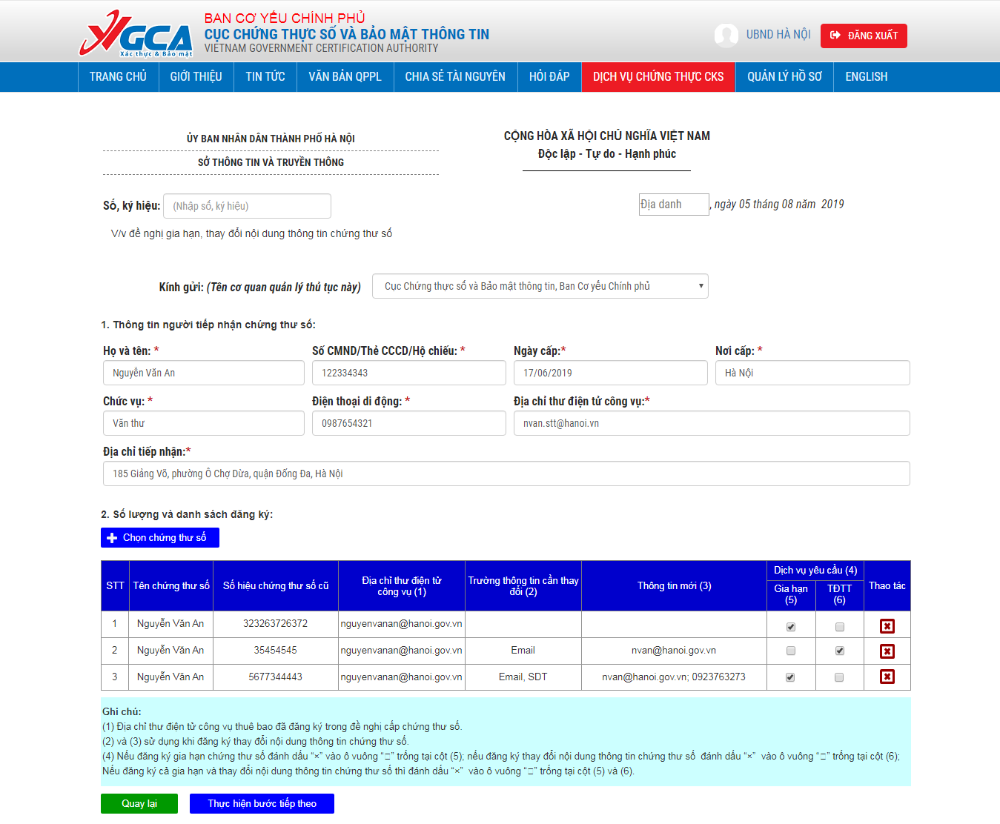 BAN CƠ YẾU CHÍNH PHỦ
CỤC CHỨNG THỰC SỐ VÀ BẢO MẬT THÔNG TIN
VIETNAM GOVERNMENT CERTIFICATION AUTHORITY
VGCA
Xác thực & Bảo mật
UBND HÀ NỘI
ĐĂNG XUẤT
TRANG CHỦ GIỚI THIỆU TIN TỨC VĂN BẢN QPPL CHIA SẺ TÀI NGUYÊN HỎI ĐÁP DỊCH VỤ CHỨNG THỰC CKS QUẢN LÝ HỒ SƠ ENGLISH
ỦY BAN NHÂN DÂN THÀNH PHỐ HÀ NỘI
SỞ THÔNG TIN VÀ TRUYỀN THÔNG
CỘNG HÒA XÃ HỘI CHỦ NGHĨA VIỆT NAM
Độc lập - Tự do - Hạnh phúc
Số, ký hiệu: (Nhập số, ký hiệu)
Địa danh , ngày 05 tháng 08 năm 2019
V/v đề nghị gia hạn, thay đổi nội dung thông tin chứng thư số
Kính gửi: (Tên cơ quan quản lý thủ tục này) Cục Chứng thực số và Bảo mật thông tin, Ban Cơ yếu Chính phủ
1. Thông tin người tiếp nhận chứng thư số:
Họ và tên: * Số CMND/Thẻ CCCD/Hộ chiếu: * Ngày cấp:* Nơi cấp: *
Nguyễn Văn An 122334343 17/06/2019 Hà Nội
Chức vụ: * Điện thoại di động: * Địa chỉ thư điện tử công vụ:*
Văn thư 0987654321 nvan.stt@hanoi.vn
Địa chỉ tiếp nhận:*
185 Giảng Võ, phường Ô Chợ Dừa, quận Đống Đa, Hà Nội
2. Số lượng và danh sách đăng ký:
Chọn chứng thư số
STT Tên chứng thư số Số hiệu chứng thư số cũ Địa chỉ thư điện tử công vụ (1) Trường thông tin cần thay đổi (2) Thông tin mới (3) Dịch vụ yêu cầu (4) Gia hạn (5) TĐTT (6) Thao tác
1 Nguyễn Văn An 323263726372 nguyenvanan@hanoi.gov.vn
2 Nguyễn Văn An 35454545 nguyenvanan@hanoi.gov.vn Email nvan@hanoi.gov.vn
3 Nguyễn Văn An 5677344443 nguyenvanan@hanoi.gov.vn Email, SDT nvan@hanoi.gov.vn; 0923763273
Ghi chú:
(1) Địa chỉ thư điện tử công vụ thuê bao đã đăng ký trong đề nghị cấp chứng thư số.
(2) và (3) sử dụng khi đăng ký thay đổi nội dung thông tin chứng thư số.
(4) Nếu đăng ký gia hạn chứng thư số đánh dấu “×” vào ô vuông “□” trống tại cột (5); nếu đăng ký thay đổi nội dung thông tin chứng thư số đánh dấu “×” vào ô vuông “□” trống tại cột (6);
Nếu đăng ký cả gia hạn và thay đổi nội dung thông tin chứng thư số thì đánh dấu “×” vào ô vuông “□” trống tại cột (5) và (6).
Quay lại Thực hiện bước tiếp theo